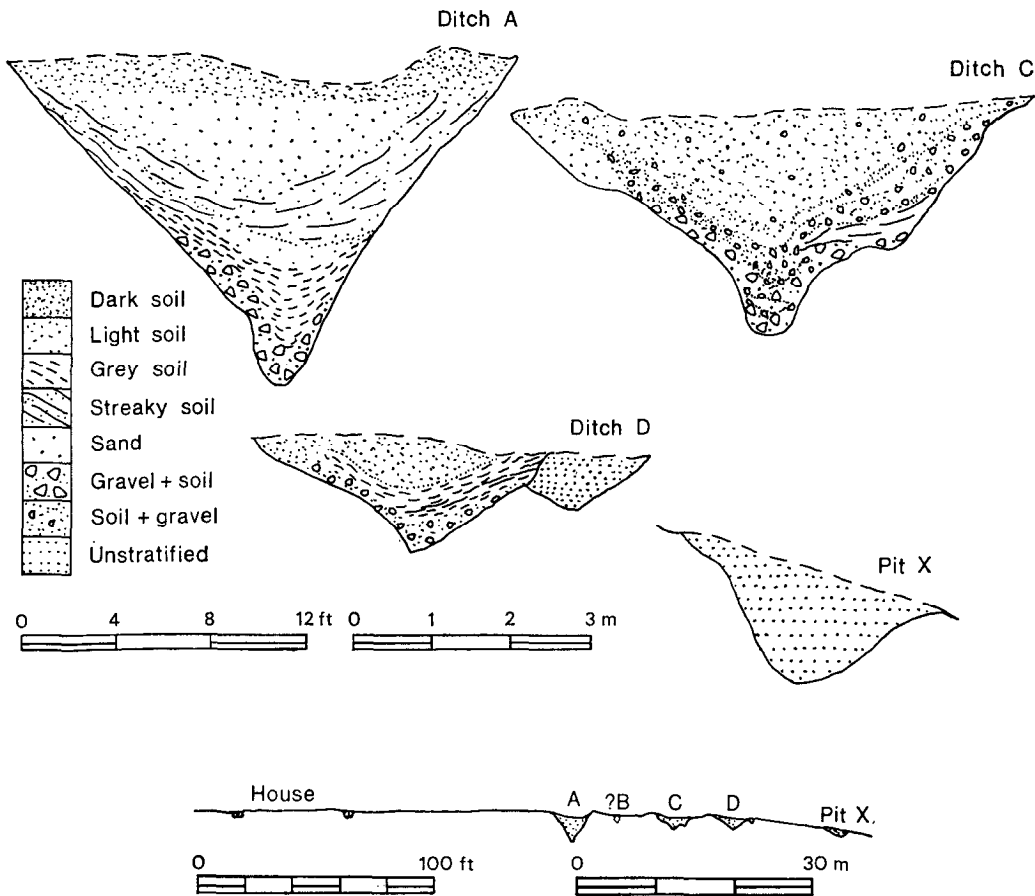 Ditch A
Ditch C
Dark soil
Light soil
Grey soil
Streaky soil
Sand
Gravel + soil
Soil + gravel
Unstratified
Ditch D
Pit X
0 4 8 12 ft 0 1 2 3 m
House A ?B C D Pit X.
0 100 ft 0 30 m